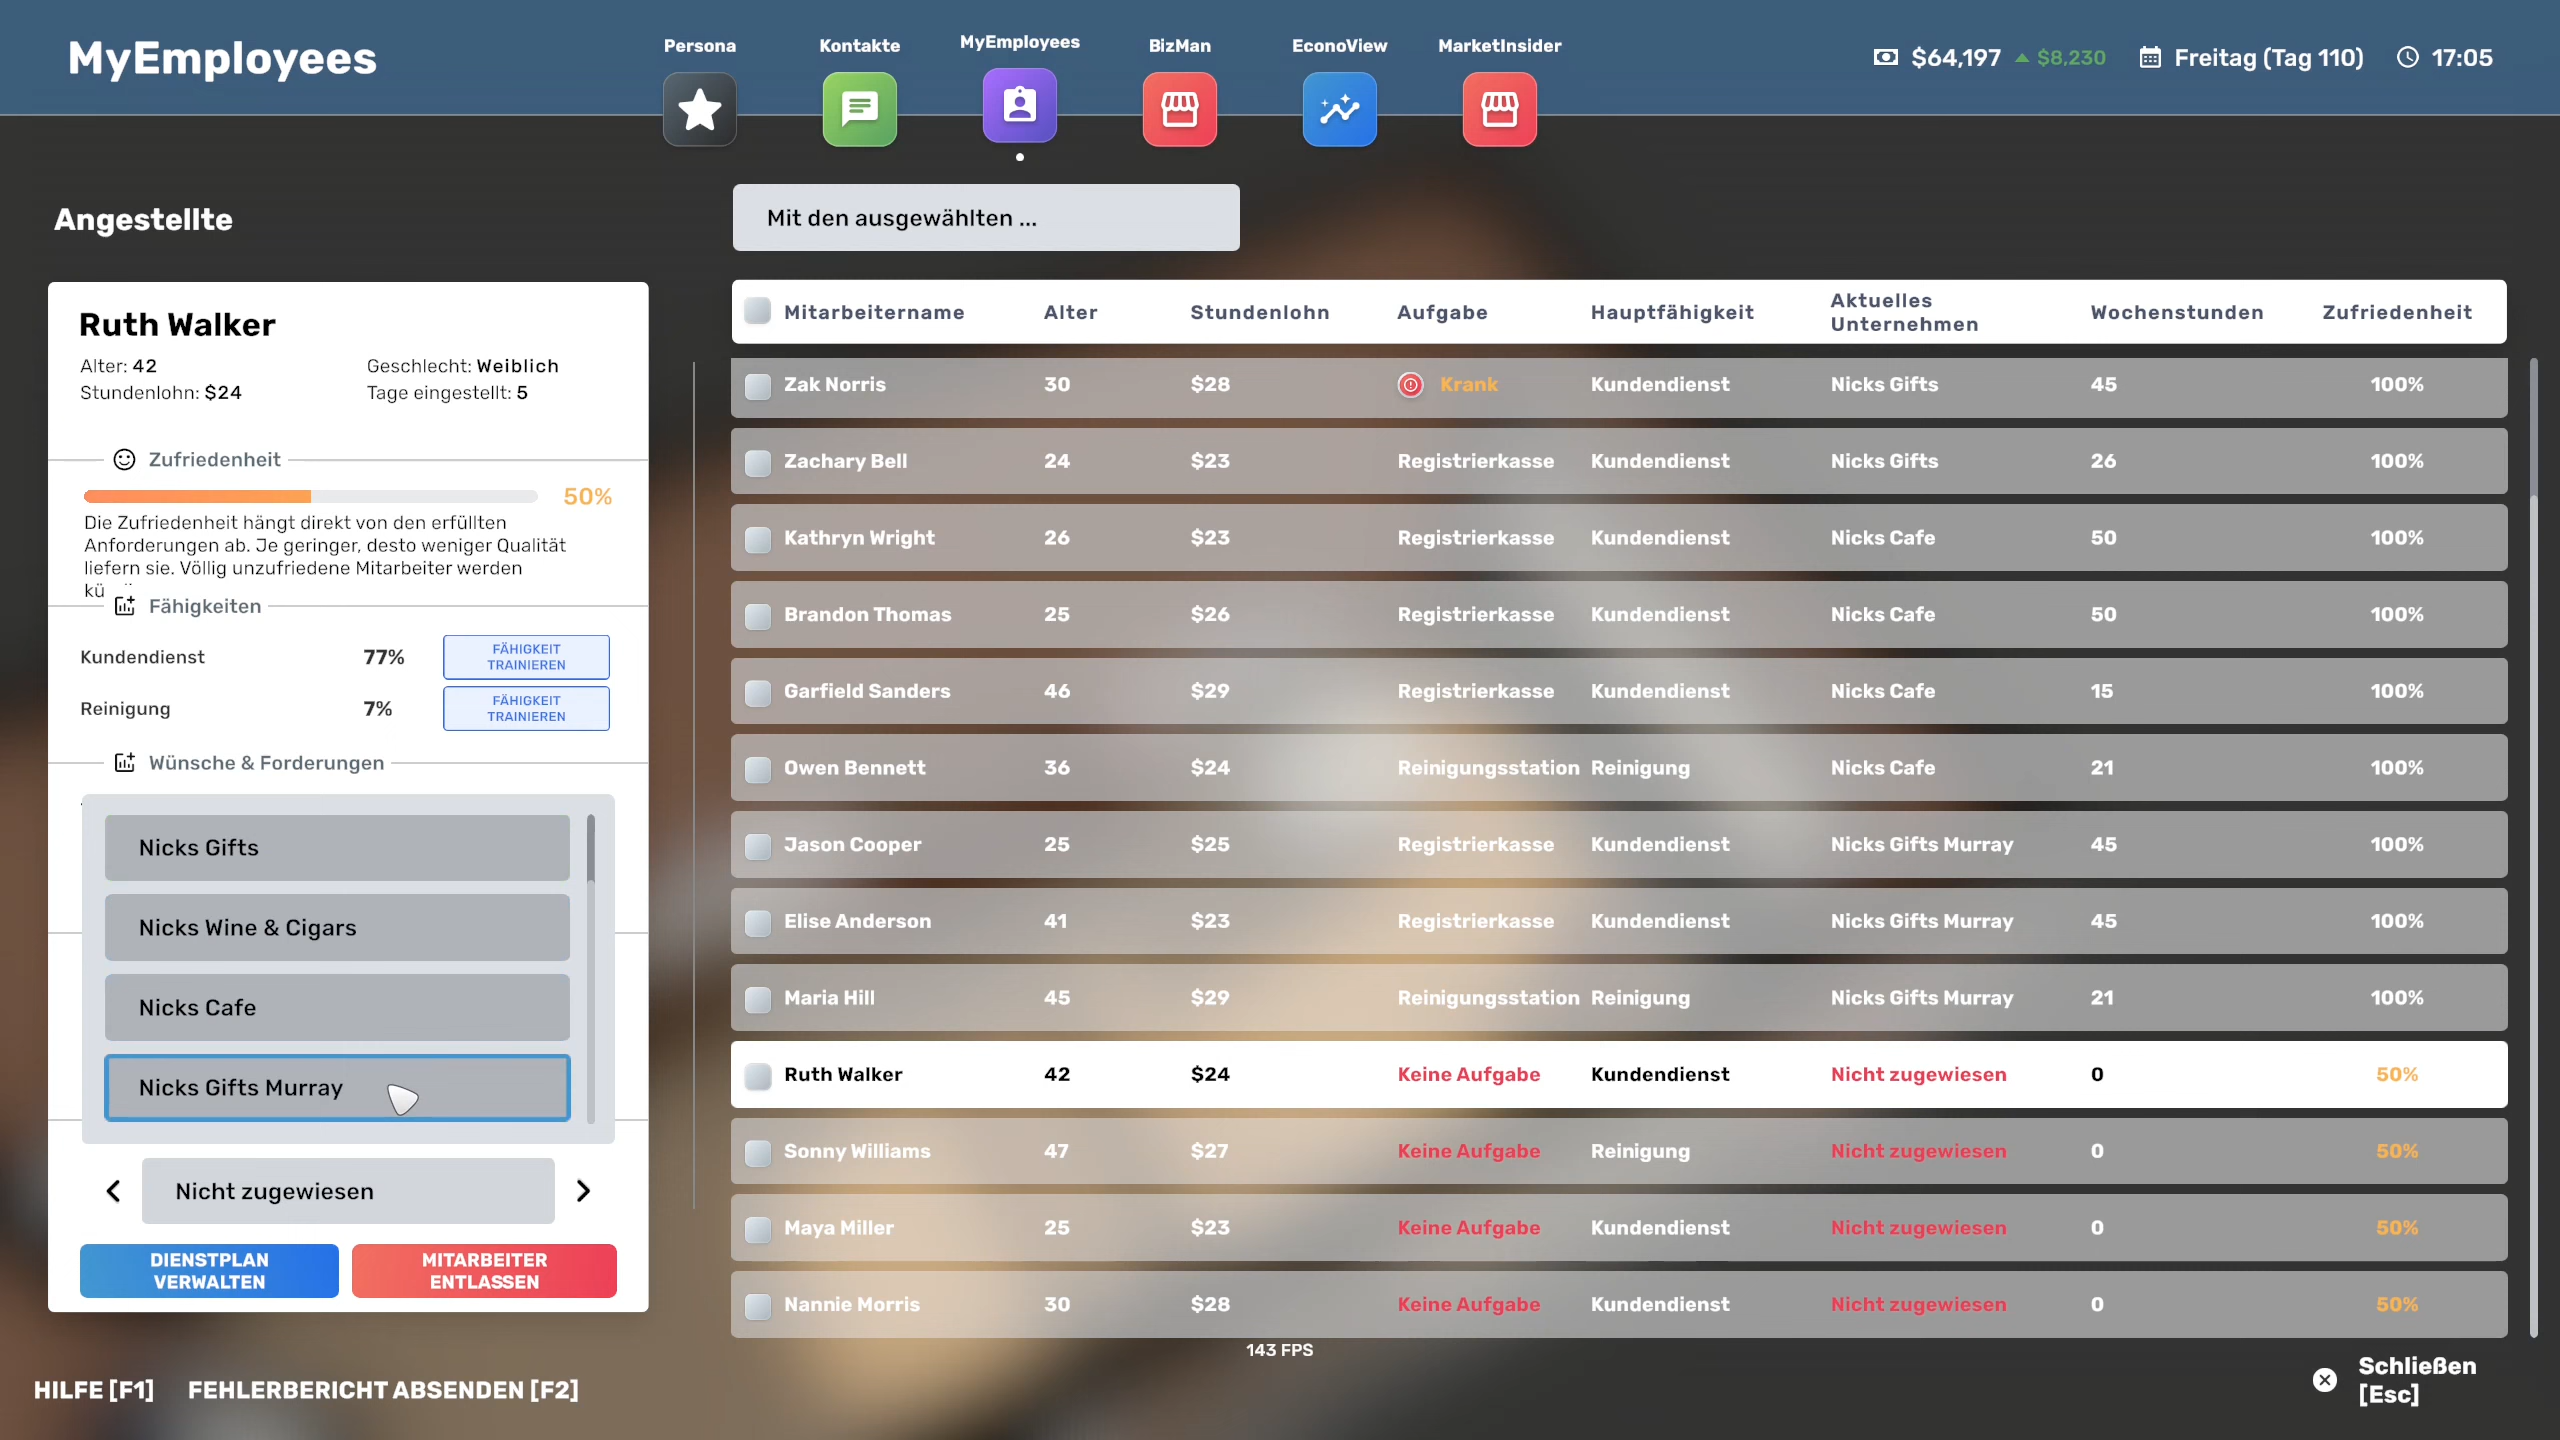 MyEmployees
Persona
Kontakte
MyEmployees
BizMan
EconoView
MarketInsider
$64,197 $8,230 Freitag (Tag 110) 17:05
Angestellte
Mit den ausgewählten ...
Ruth Walker
Alter: 42 Geschlecht: Weiblich
Stundenlohn: $24 Tage eingestellt: 5
Zufriedenheit
50%
Die Zufriedenheit hängt direkt von den erfüllten
Anforderungen ab. Je geringer, desto weniger Qualität
liefern sie. Völlig unzufriedene Mitarbeiter werden
Fähigkeiten
Kundendienst 77% FÄHIGKEIT
TRAINIEREN
Reinigung 7% FÄHIGKEIT
TRAINIEREN
Wünsche & Forderungen
Nicks Gifts
Nicks Wine & Cigars
Nicks Cafe
Nicks Gifts Murray
Nicht zugewiesen
DIENSTPLAN
VERWALTEN
MITARBEITER
ENTLASSEN
Mitarbeitername Alter Stundenlohn Aufgabe Hauptfähigkeit Aktuelles
Unternehmen Wochenstunden Zufriedenheit
Zak Norris 30 $28 Krank Kundendienst Nicks Gifts 45 100%
Zachary Bell 24 $23 Registrierkasse Kundendienst Nicks Gifts 26 100%
Kathryn Wright 26 $23 Registrierkasse Kundendienst Nicks Cafe 50 100%
Brandon Thomas 25 $26 Registrierkasse Kundendienst Nicks Cafe 50 100%
Garfield Sanders 46 $29 Registrierkasse Kundendienst Nicks Cafe 15 100%
Owen Bennett 36 $24 Reinigungsstation Reinigung Nicks Cafe 21 100%
Jason Cooper 25 $25 Registrierkasse Kundendienst Nicks Gifts Murray 45 100%
Elise Anderson 41 $23 Registrierkasse Kundendienst Nicks Gifts Murray 45 100%
Maria Hill 45 $29 Reinigungsstation Reinigung Nicks Gifts Murray 21 100%
Ruth Walker 42 $24 Keine Aufgabe Kundendienst Nicht zugewiesen 0 50%
Sonny Williams 47 $27 Keine Aufgabe Reinigung Nicht zugewiesen 0 50%
Maya Miller 25 $23 Keine Aufgabe Kundendienst Nicht zugewiesen 0 50%
Nannie Morris 30 $28 Keine Aufgabe Kundendienst Nicht zugewiesen 0 50%
143 FPS
HILFE [F1] FEHLERBERICHT ABSENDEN [F2]
Schließen
[Esc]